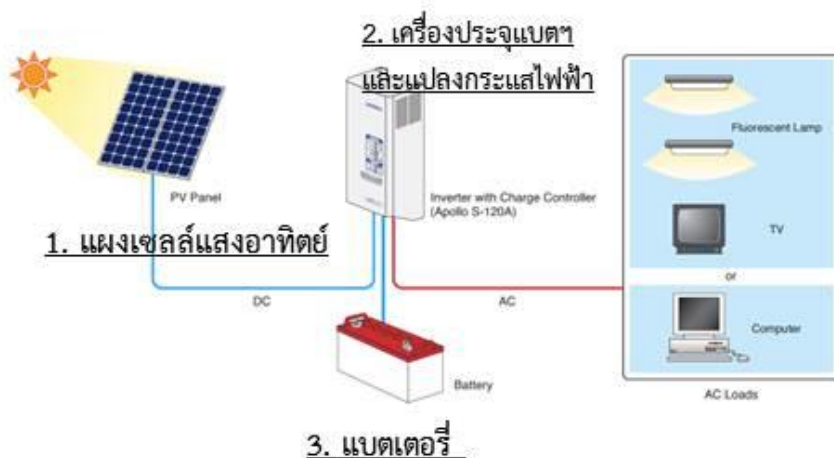 2. เครื่องประจุแบตฯ
และแปลงกระแสไฟฟ้า
Fluorescent Lamp
PV Panel
Inverter with Charge Controller
(Apollo S-120A)
1. แผงเซลล์แสงอาทิตย์
TV
or
DC
AC
Computer
Battery
AC Loads
3. แบตเตอรี่